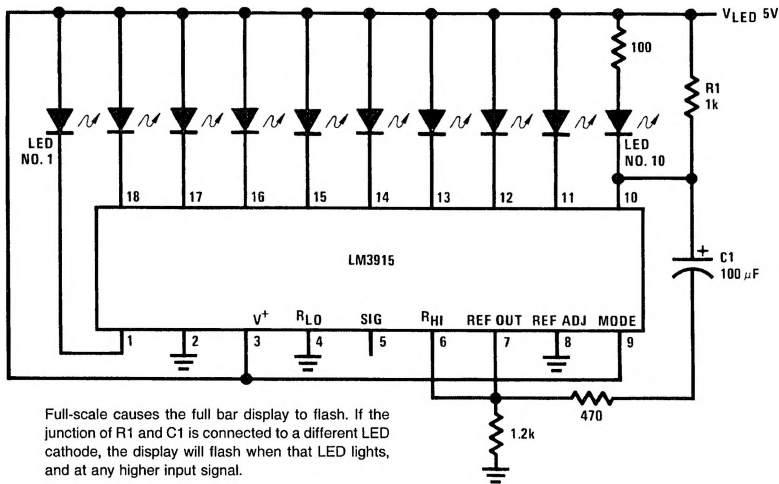 V_LED 5V
100
R1
1k
LED
NO. 1
LED
NO. 10
18
17
16
15
14
13
12
11
10
LM3915
+
C1
100 µF
V+
R_LO
SIG
R_HI
REF OUT
REF ADJ
MODE
1
2
3
4
5
6
7
8
9
470
1.2k
Full-scale causes the full bar display to flash. If the
junction of R1 and C1 is connected to a different LED
cathode, the display will flash when that LED lights,
and at any higher input signal.